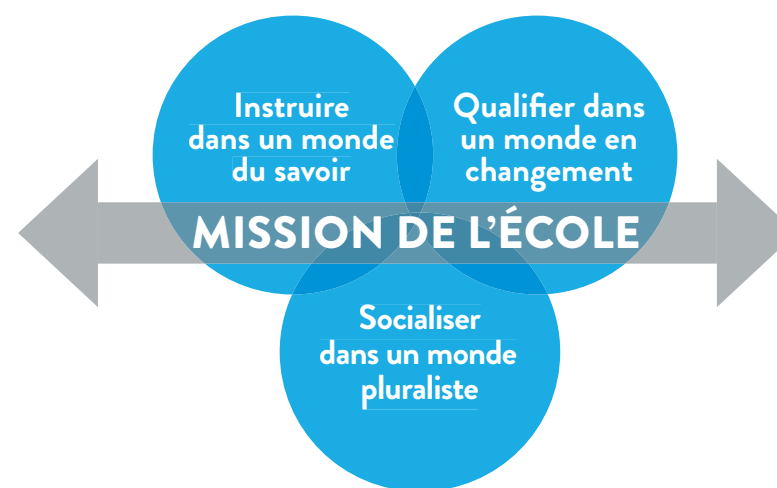 Instruire
dans un monde
du savoir
Qualifier dans
un monde en
changement
MISSION DE L’ÉCOLE
Socialiser
dans un monde
pluraliste